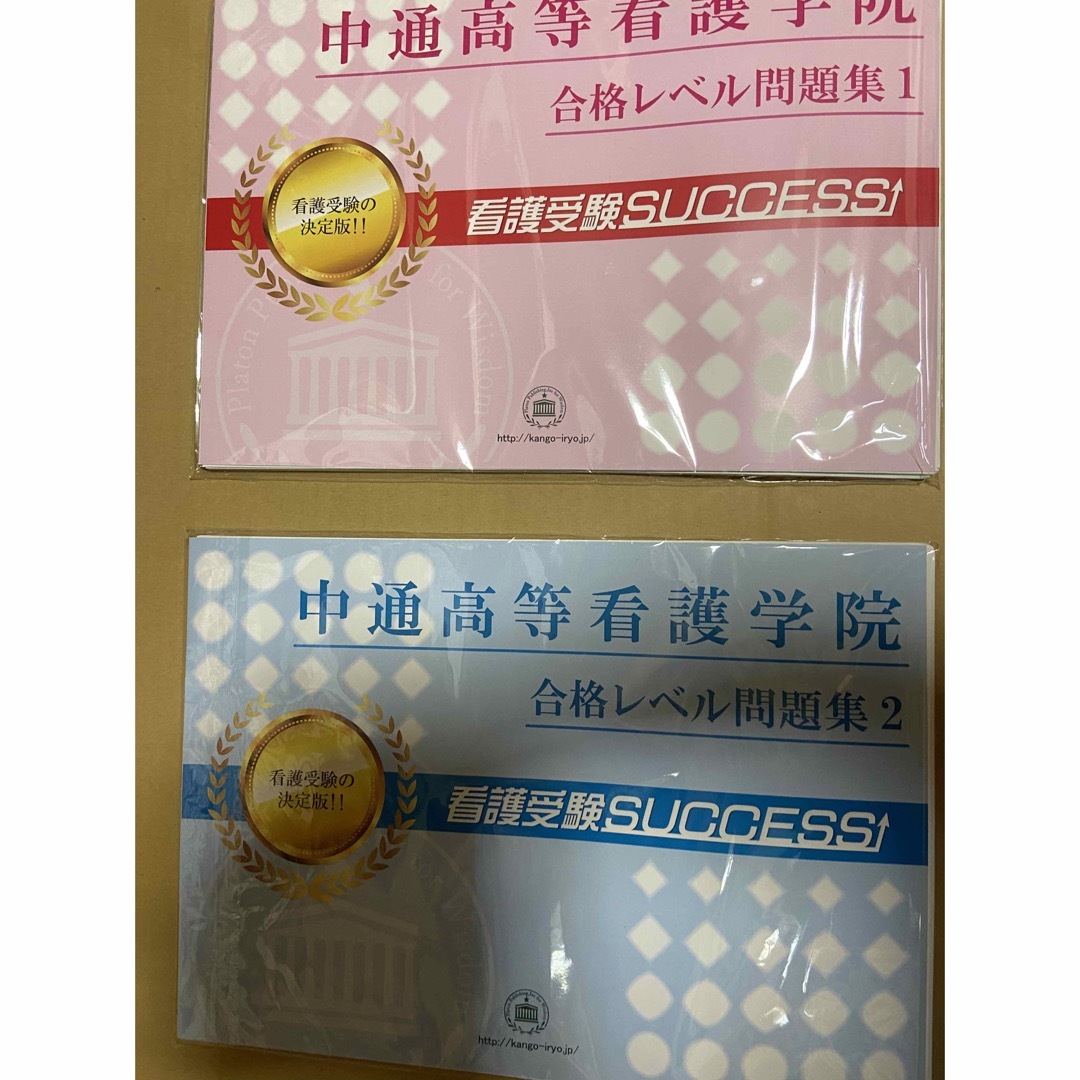 中通高等看護学院
合格レベル問題集1
看護受験の
決定版!!
看護受験SUCCESS↑
for Wisdom
Platon P
http://kango-iryo.jp/
中通高等看護学院
合格レベル問題集2
看護受験の
決定版!!
看護受験SUCCESS↑
http://kango-iryo.jp/